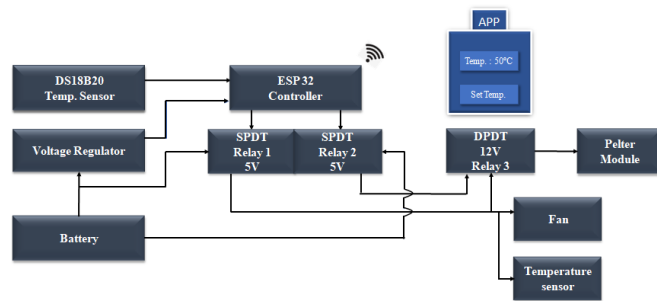 APP
Temp. : 50°C
Set Temp.
DS18B20
Temp. Sensor
ESP 32
Controller
Voltage Regulator
SPDT
Relay 1
5V
SPDT
Relay 2
5V
DPDT
12V
Relay 3
Pelter
Module
Battery
Fan
Temperature
sensor